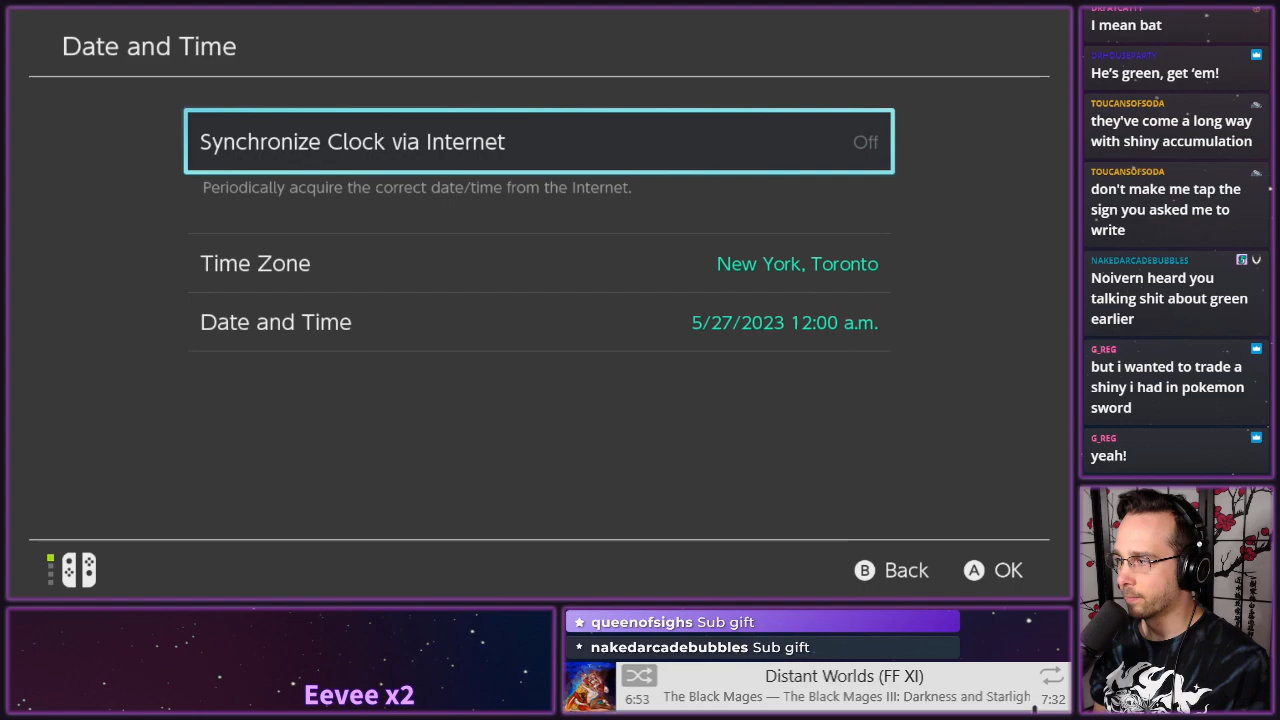 Date and Time
Synchronize Clock via Internet
Off
Periodically acquire the correct date/time from the Internet.
Time Zone
New York, Toronto
Date and Time
5/27/2023 12:00 a.m.
B Back
A OK
I mean bat
He's green, get 'em!
TOUCANSOFSODA
they've come a long way
with shiny accumulation
TOUCANSOFSODA
don't make me tap the
sign you asked me to
write
NAKEDARCADEBUBBLES
Noivern heard you
talking shit about green
earlier
G_REG
but i wanted to trade a
shiny i had in pokemon
sword
G_REG
yeah!
Eevee x2
queenofsighs Sub gift
nakedarcadebubbles Sub gift
Distant Worlds (FF XI)
6:53
The Black Mages — The Black Mages III: Darkness and Starligh
7:32